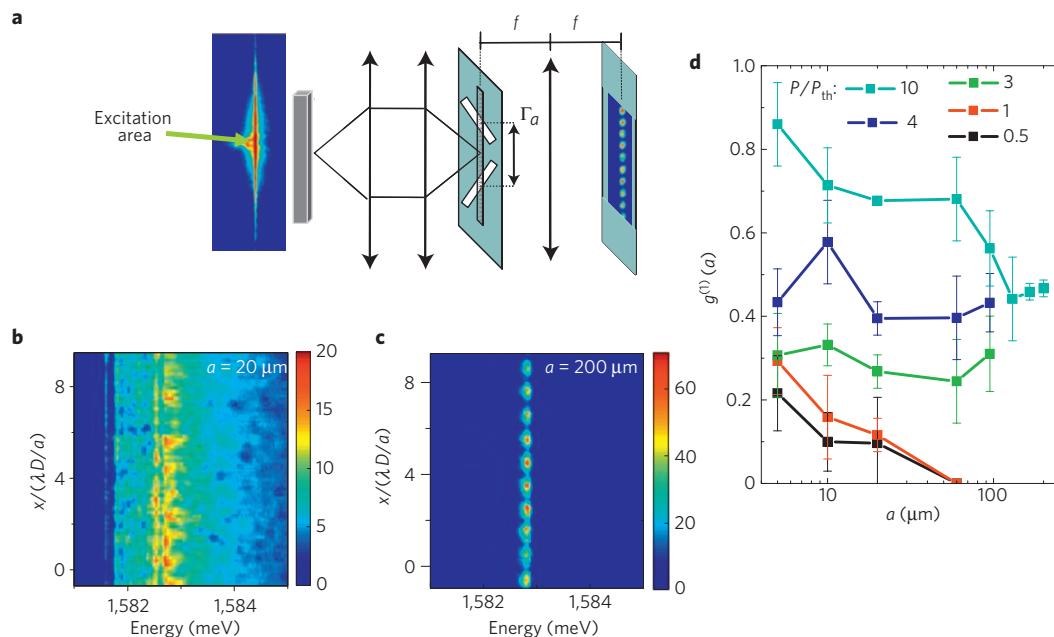 a
Excitation
area
f
f
Γa
b
a = 20 μm
x/(λD/a)
8
4
0
1,582
1,584
Energy (meV)
20
15
10
5
0
c
a = 200 μm
x/(λD/a)
8
4
0
1,582
1,584
Energy (meV)
60
40
20
0
d
P/Pth:
10
3
4
1
0.5
g(1) (a)
1.0
0.8
0.6
0.4
0.2
0
10
100
a (μm)